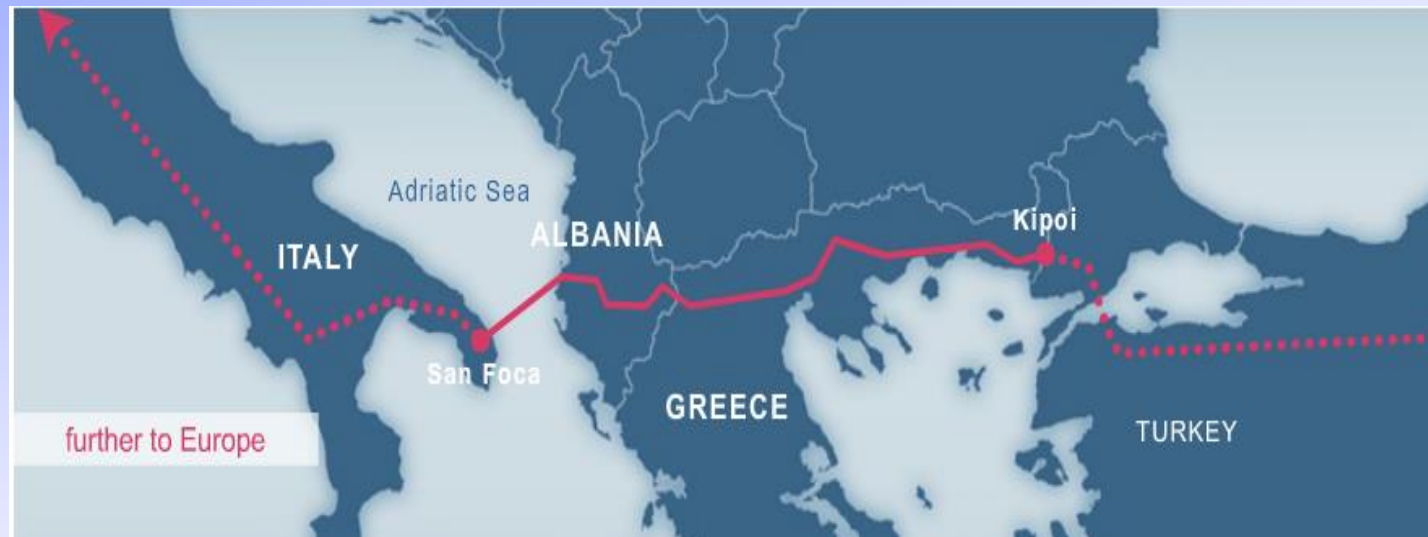 Adriatic Sea
ALBANIA
Kipoi
ITALY
San Foca
GREECE
TURKEY
further to Europe